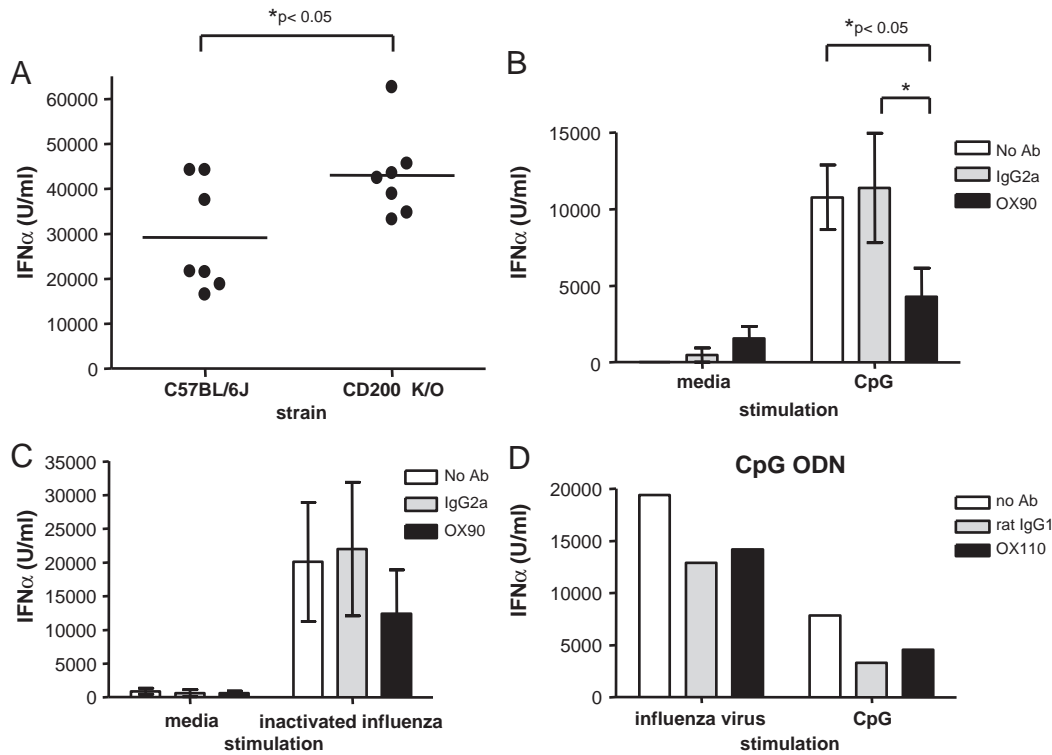 A
*p< 0.05
IFNα (U/ml)
60000
50000
40000
30000
20000
10000
0
C57BL/6J
CD200 K/O
strain
B
*p< 0.05
*
IFNα (U/ml)
15000
10000
5000
0
No Ab
IgG2a
OX90
media
CpG
stimulation
C
IFNα (U/ml)
35000
30000
25000
20000
15000
10000
5000
0
No Ab
IgG2a
OX90
media
inactivated influenza
stimulation
D
CpG ODN
IFNα (U/ml)
20000
15000
10000
5000
0
no Ab
rat IgG1
OX110
influenza virus
CpG
stimulation